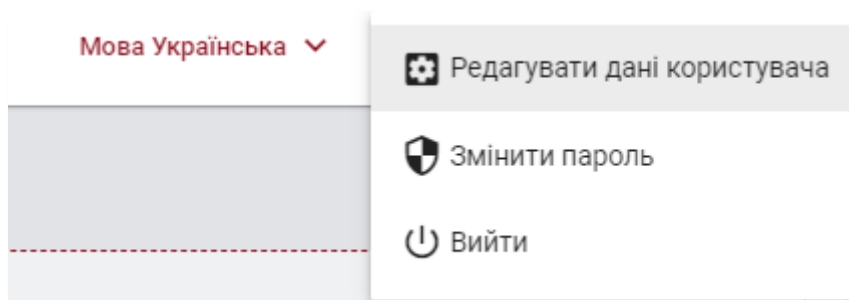 Мова Українська
Редагувати дані користувача
Змінити пароль
Вийти